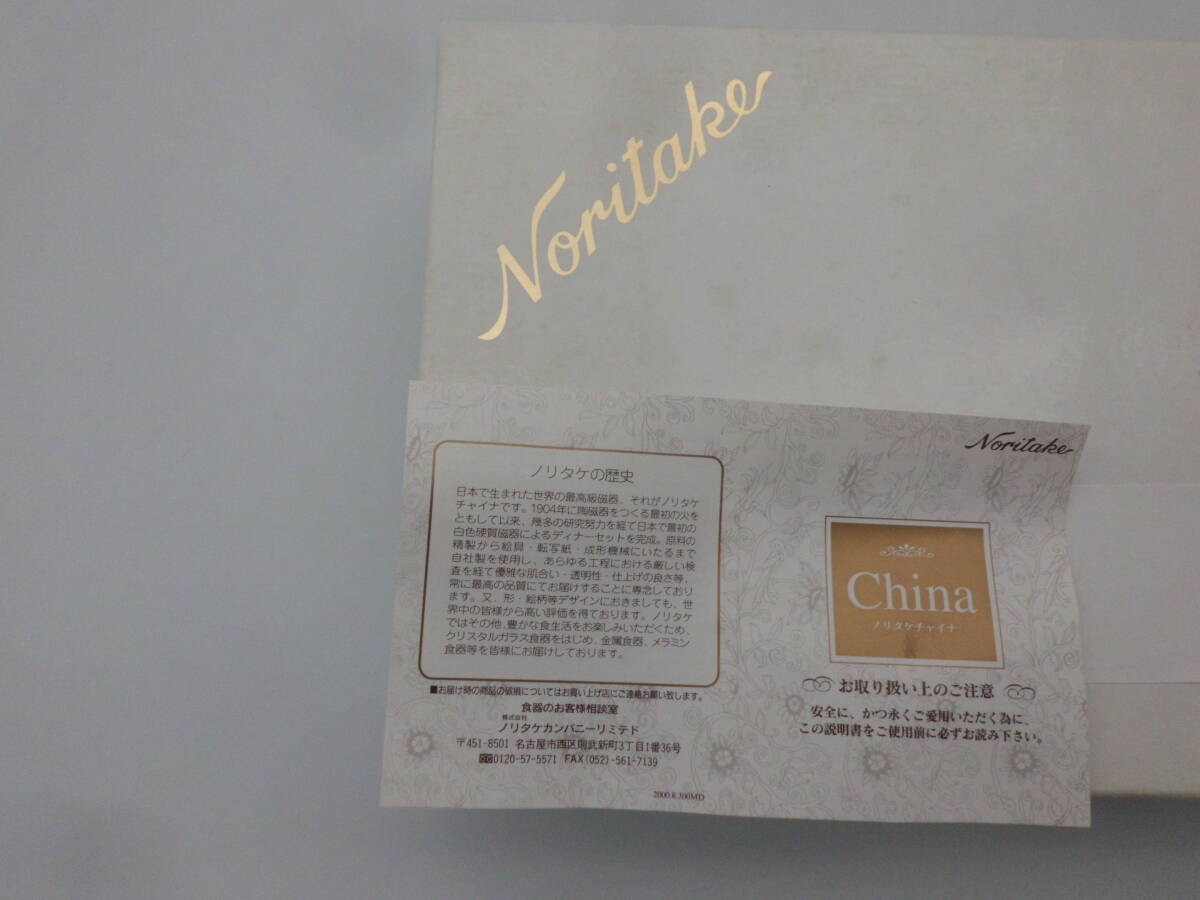 Noritake
ノリタケの歴史
日本で生まれた世界の最高級磁器、それがノリタケ
チャイナです。1904年に陶磁器をつくる最初の火を
ともして以来、幾多の研究努力を経て日本で最初の
白色硬質磁器によるディナーセットを完成。原料の
精製から絵具・転写紙・成形機械にいたるまで
自社製を使用し、あらゆる工程における厳しい検
査を経て優雅な肌合い・透明性・仕上げの良さ等、
常に最高の品質にてお届けすることに専念しており
ます。又、形・絵柄等デザインにおきましても、世
界中の皆様から高い評価を得ております。ノリタケ
ではその他、豊かな食生活をお楽しみいただくため、
クリスタルガラス食器をはじめ、金属食器、メラミン
食器等を皆様にお届けしております。
■お届け時の商品の破損についてはお買い上げ店にご連絡お願い致します。
食器のお客様相談室
株式会社
ノリタケカンパニーリミテド
〒451-8501 名古屋市西区則武新町3丁目1番36号
0120-57-5571 FAX(052)-561-7139
2000.8.300MD
Noritake
China
ノリタケチャイナ
お取り扱い上のご注意
安全に、かつ永くご愛用いただく為に、
この説明書をご使用前に必ずお読み下さい。